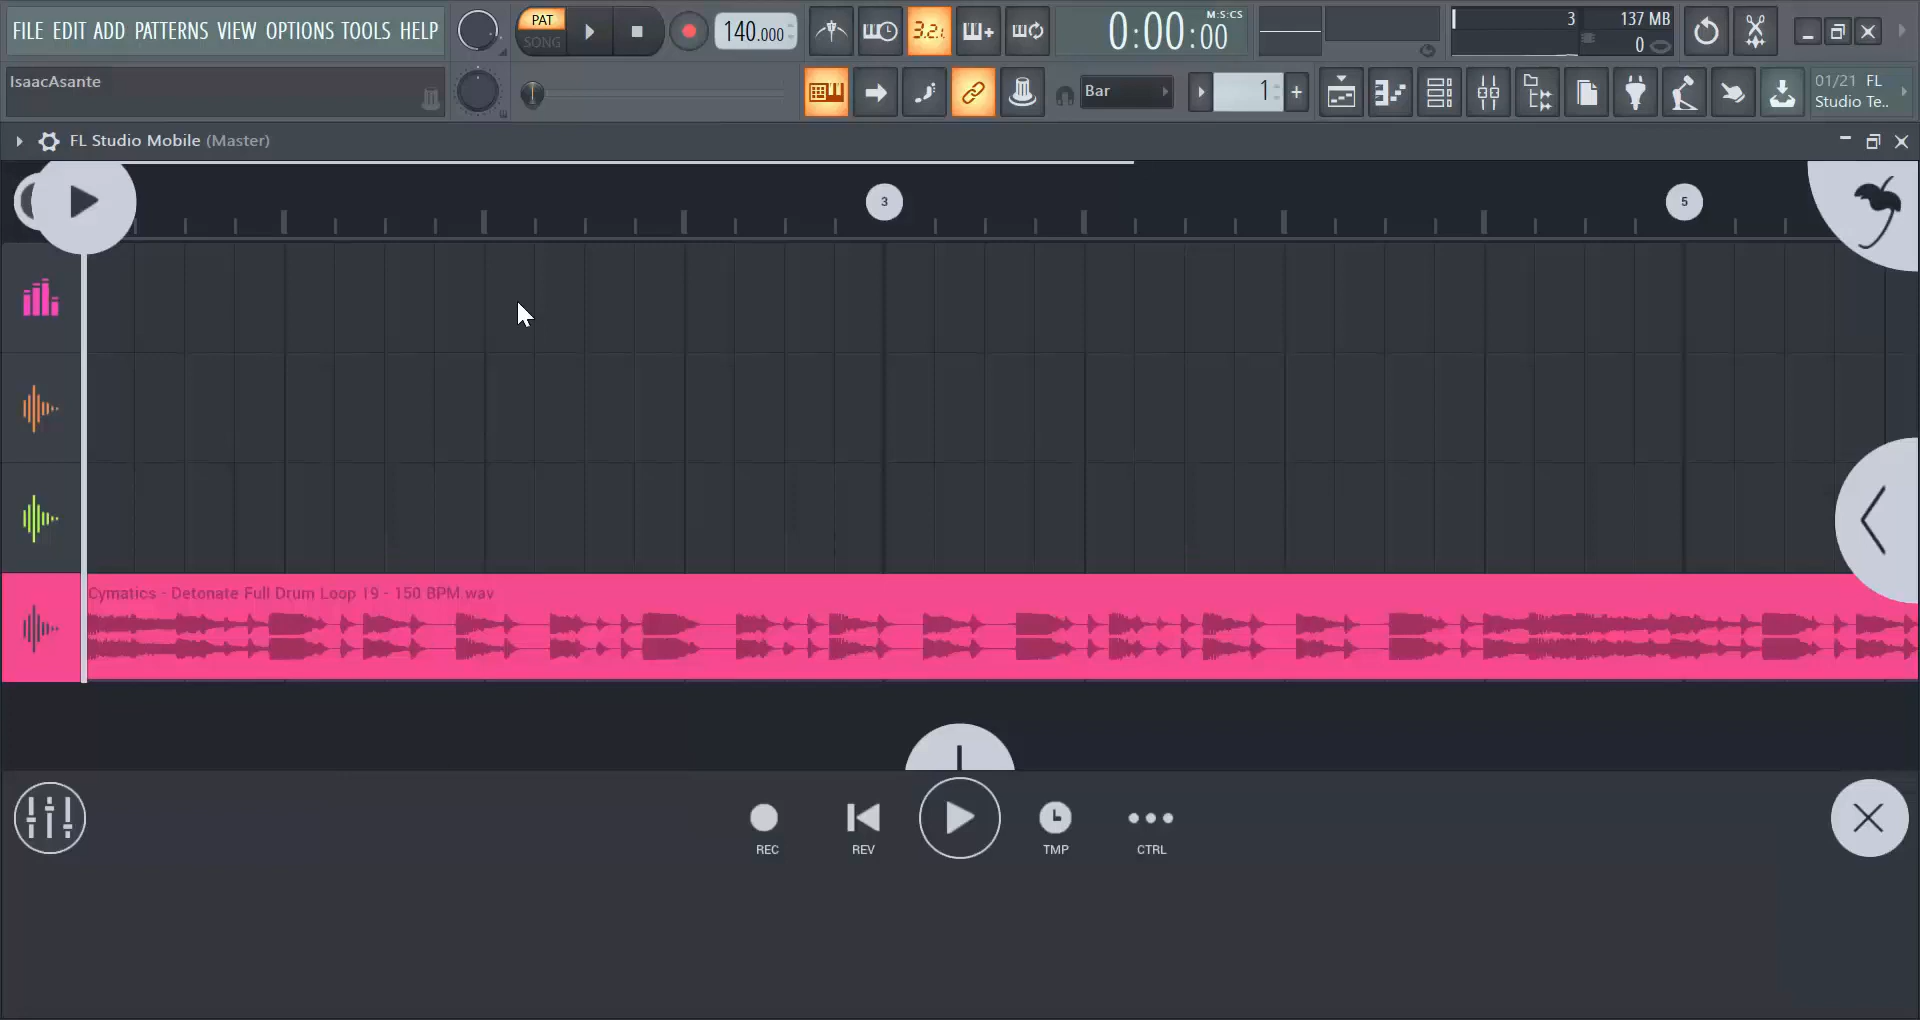 FILE EDIT ADD PATTERNS VIEW OPTIONS TOOLS HELP
PAT
SONG
140.000
3.2.
0:00:00
M:S:CS
3
137 MB
0
IsaacAsante
Bar
1
01/21 FL
Studio Te..
FL Studio Mobile (Master)
3
5
Cymatics - Detonate Full Drum Loop 19 - 150 BPM.wav
REC
REV
TMP
CTRL